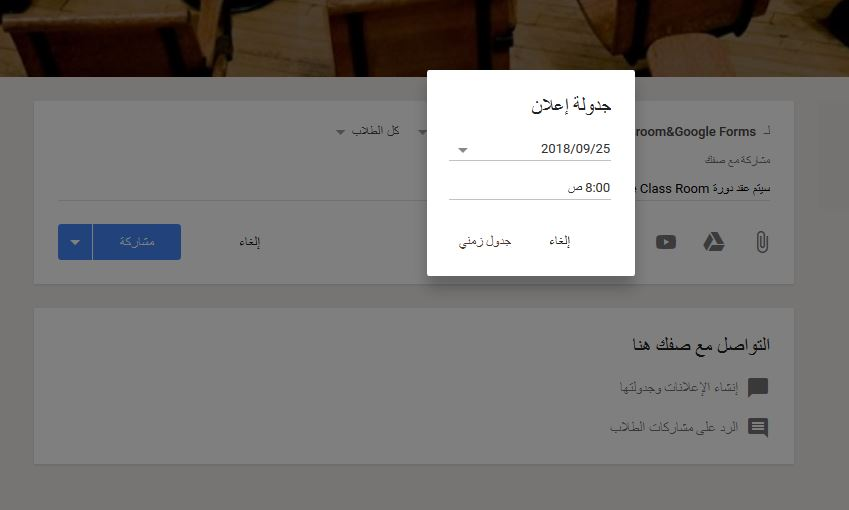 جدولة إعلان
2018/09/25
8:00 ص
إلغاء
جدول زمني
لـ room&Google Forms
كل الطلاب
مشاركة مع صفك
سيتم عقد دورة Class Room
إلغاء
مشاركة
التواصل مع صفك هنا
إنشاء الإعلانات وجدولتها
الرد على مشاركات الطلاب